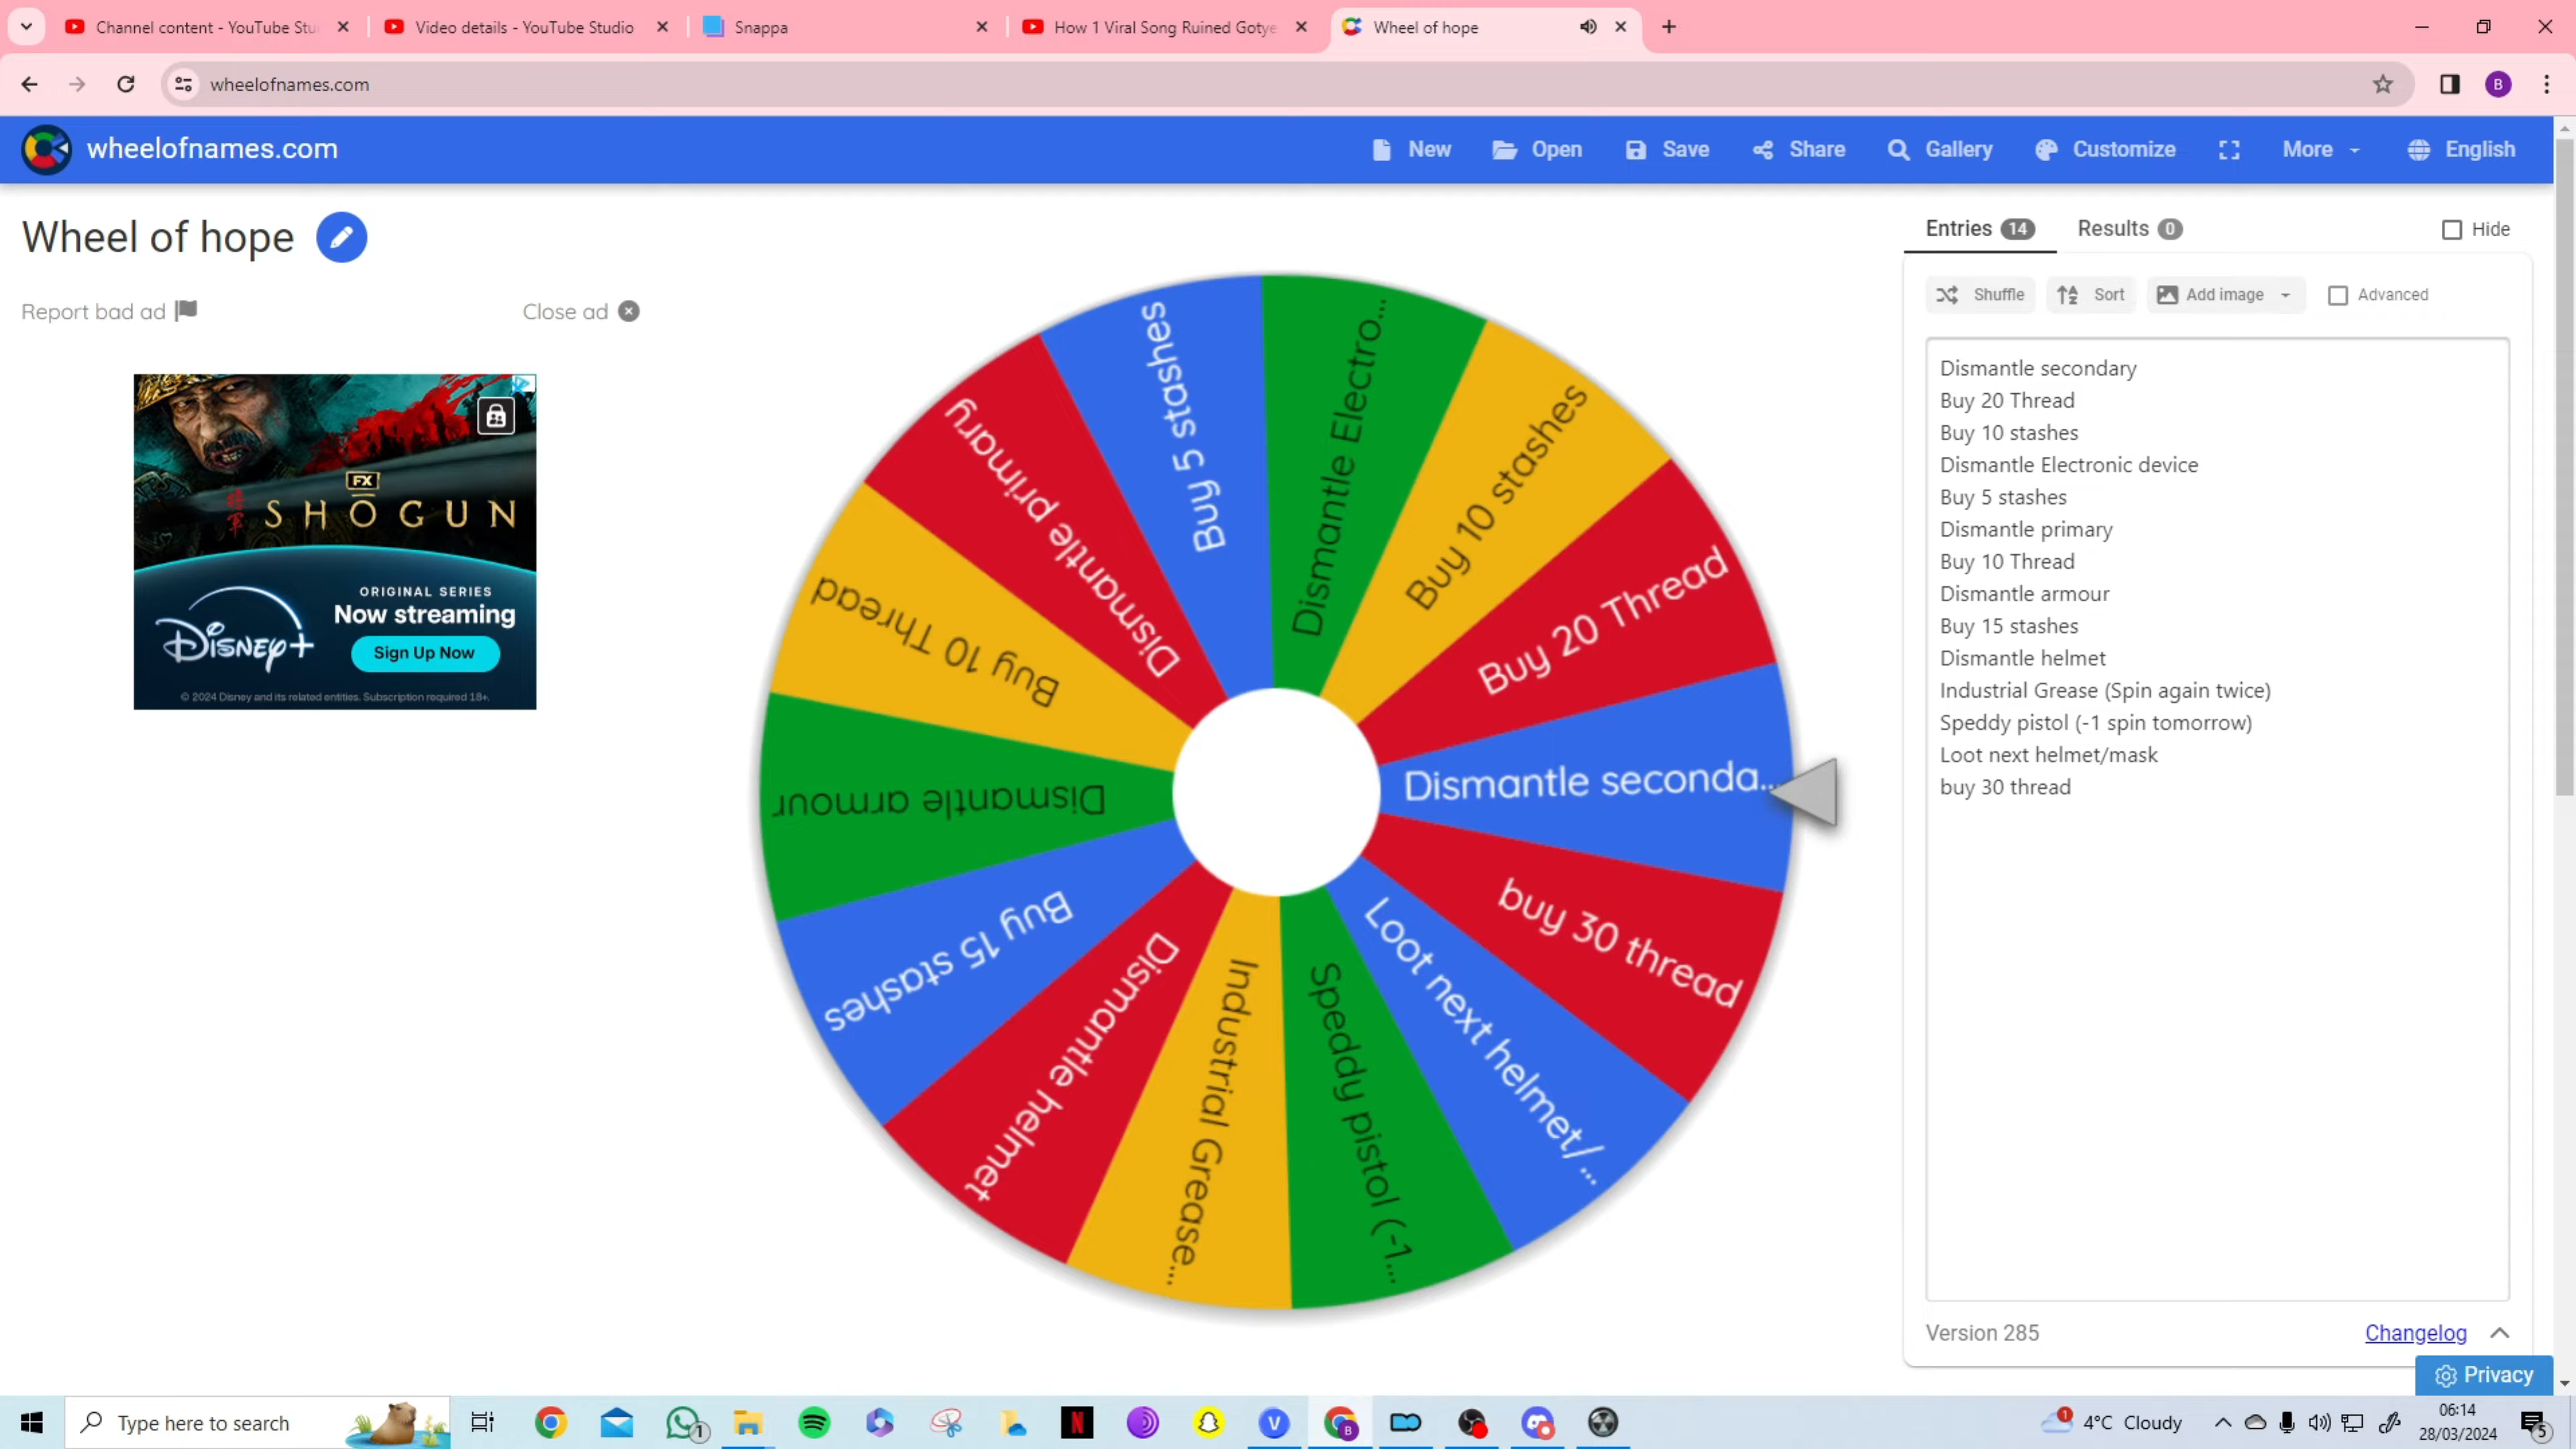 Channel content - YouTube Stu
Video details - YouTube Studio
Snappa
How 1 Viral Song Ruined Gotye
Wheel of hope
wheelofnames.com
B
wheelofnames.com
New
Open
Save
Share
Gallery
Customize
More
English
Wheel of hope
Report bad ad
Close ad
FX
SHŌGUN
ORIGINAL SERIES
Now streaming
Disney+
Sign Up Now
© 2024 Disney and its related entities. Subscription required 18+.
Dismantle Electro...
Buy 10 stashes
Buy 20 Thread
Dismantle seconda...
buy 30 thread
Loot next helmet/...
Speddy pistol (-1...
Industrial Grease...
Dismantle helmet
Buy 15 stashes
Dismantle armour
Buy 10 Thread
Dismantle primary
Buy 5 stashes
Entries 14
Results 0
Hide
Shuffle
Sort
Add image
Advanced
Dismantle secondary
Buy 20 Thread
Buy 10 stashes
Dismantle Electronic device
Buy 5 stashes
Dismantle primary
Buy 10 Thread
Dismantle armour
Buy 15 stashes
Dismantle helmet
Industrial Grease (Spin again twice)
Speddy pistol (-1 spin tomorrow)
Loot next helmet/mask
buy 30 thread
Version 285
Changelog
Privacy
Type here to search
1
N
V
B
1
4°C Cloudy
06:14
28/03/2024
5